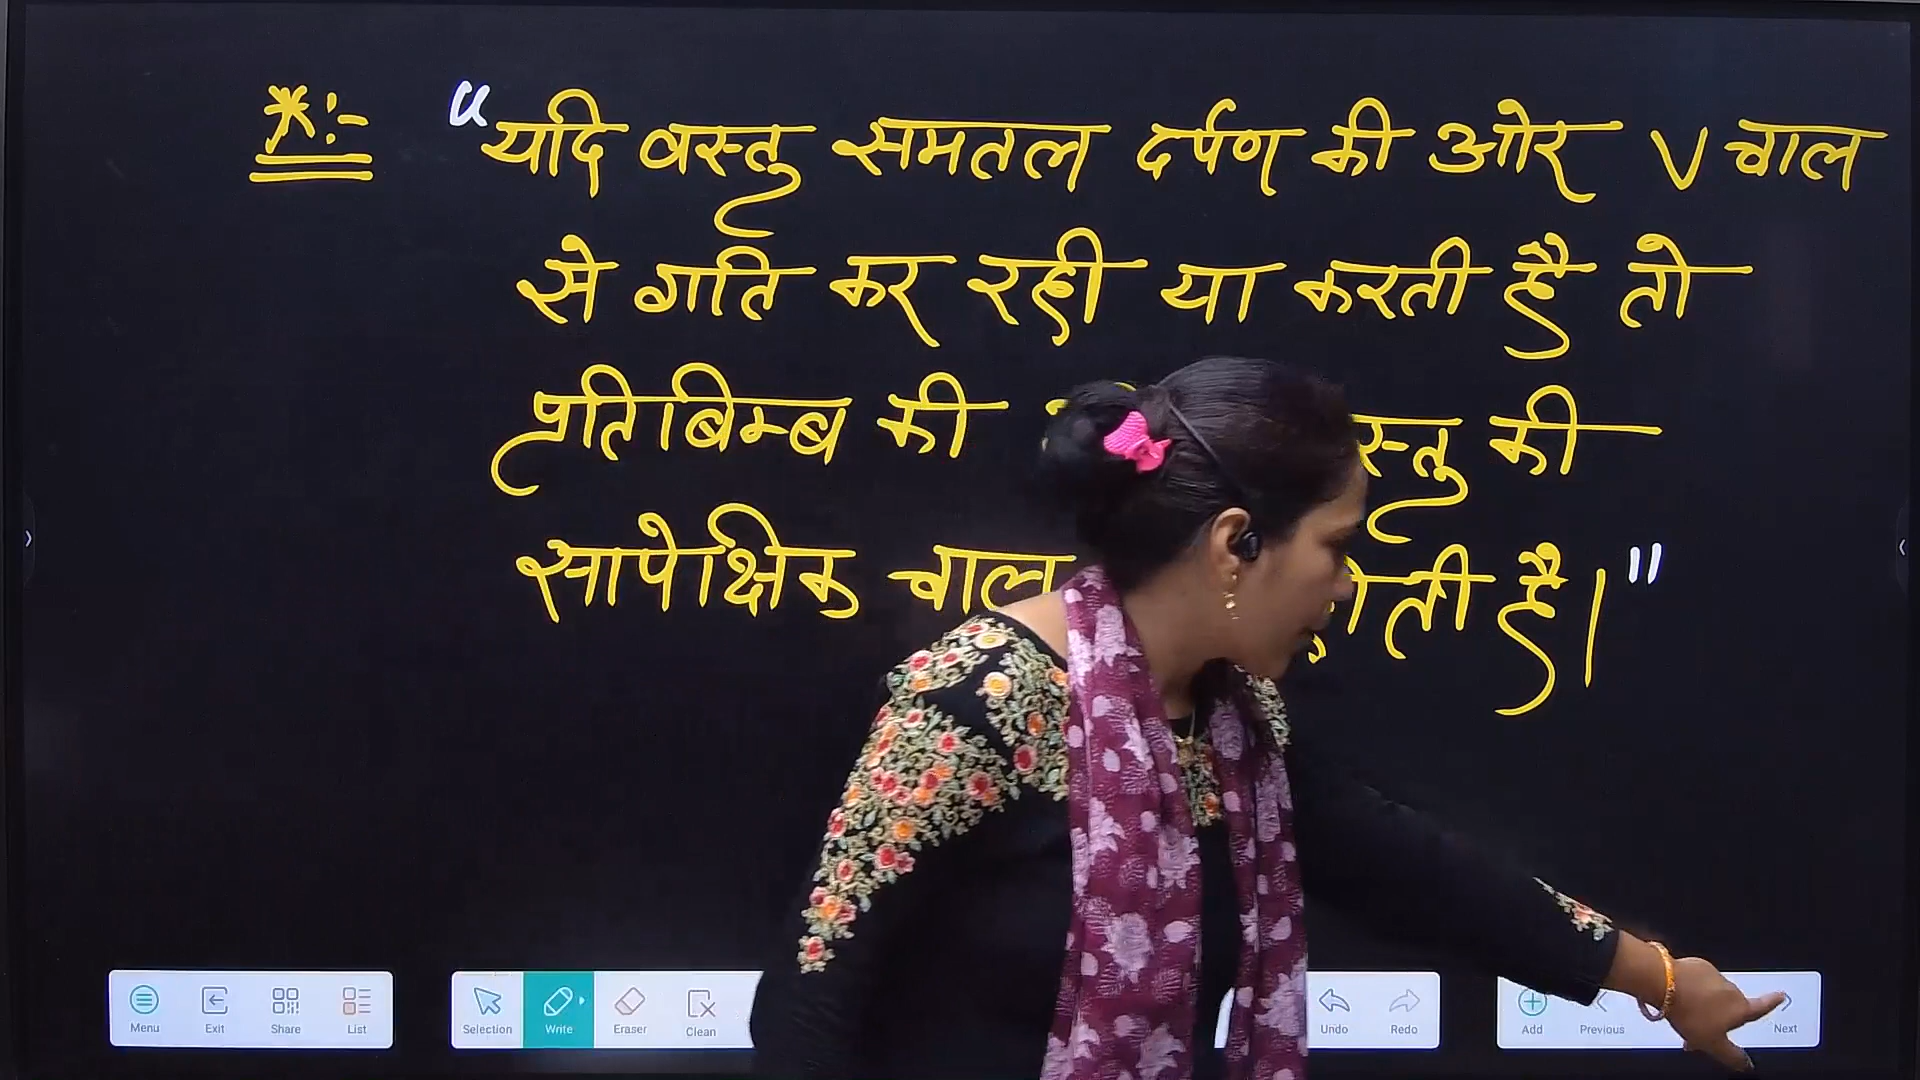 *:- "यदि वस्तु समतल दर्पण की ओर V चाल
से गति कर रही या करती है तो
प्रतिबिम्ब की की
सापेक्षिक चाल है।"
Menu Exit Share List Selection Write Eraser Clean Undo Redo Add Previous Next